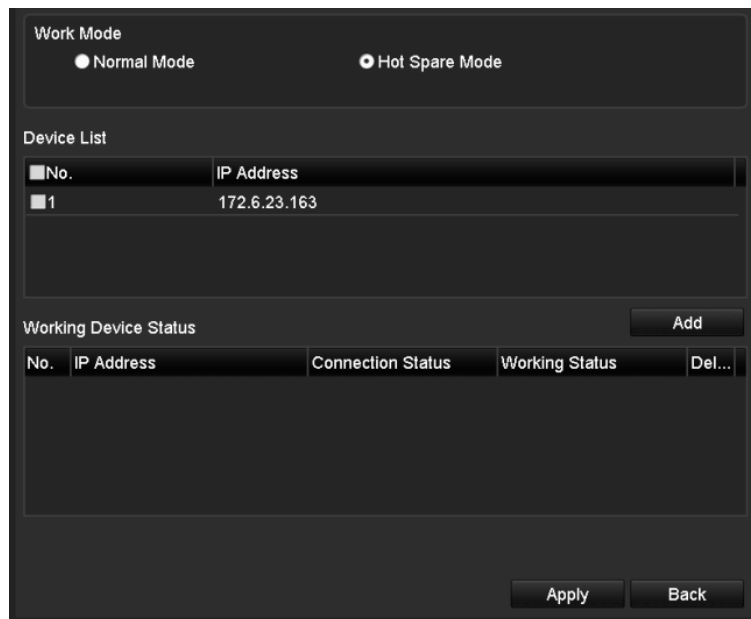 Work Mode
Normal Mode Hot Spare Mode
Device List
No. IP Address
1 172.6.23.163
Add
Working Device Status
No. IP Address Connection Status Working Status Del...
Apply Back